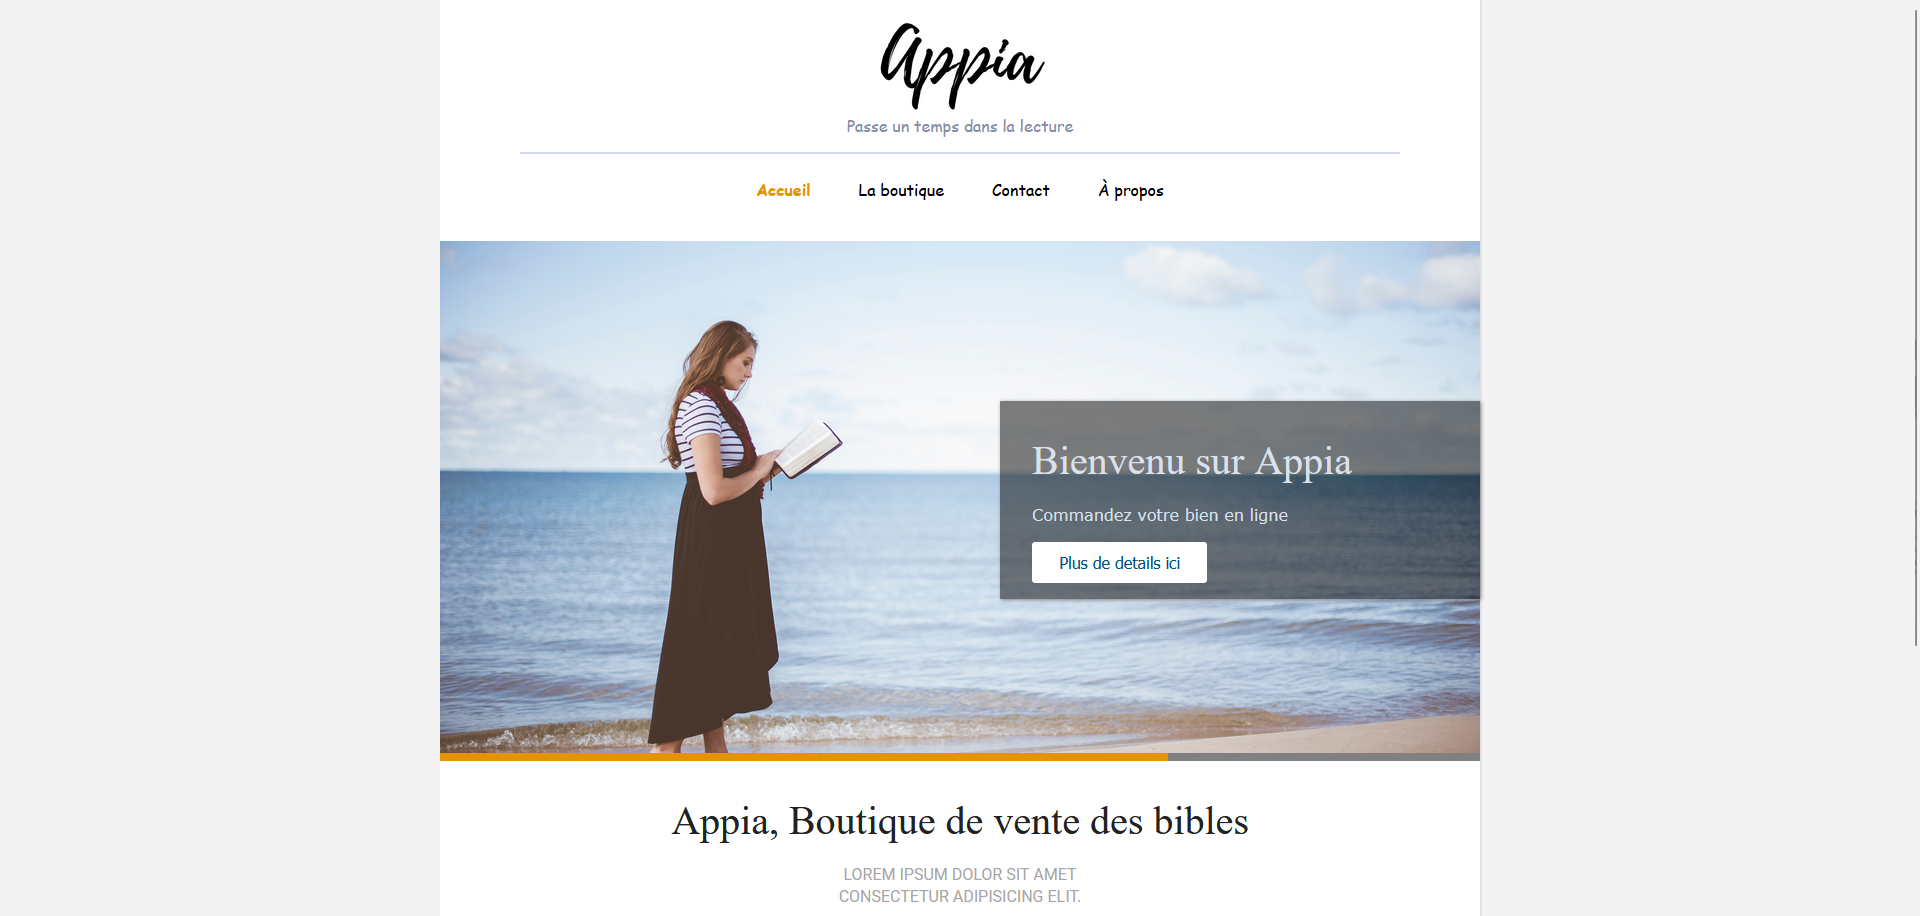 Appia
Passe un temps dans la lecture
Accueil La boutique Contact À propos
Bienvenu sur Appia
Commandez votre bien en ligne
Plus de details ici
Appia, Boutique de vente des bibles
LOREM IPSUM DOLOR SIT AMET
CONSECTETUR ADIPISICING ELIT.